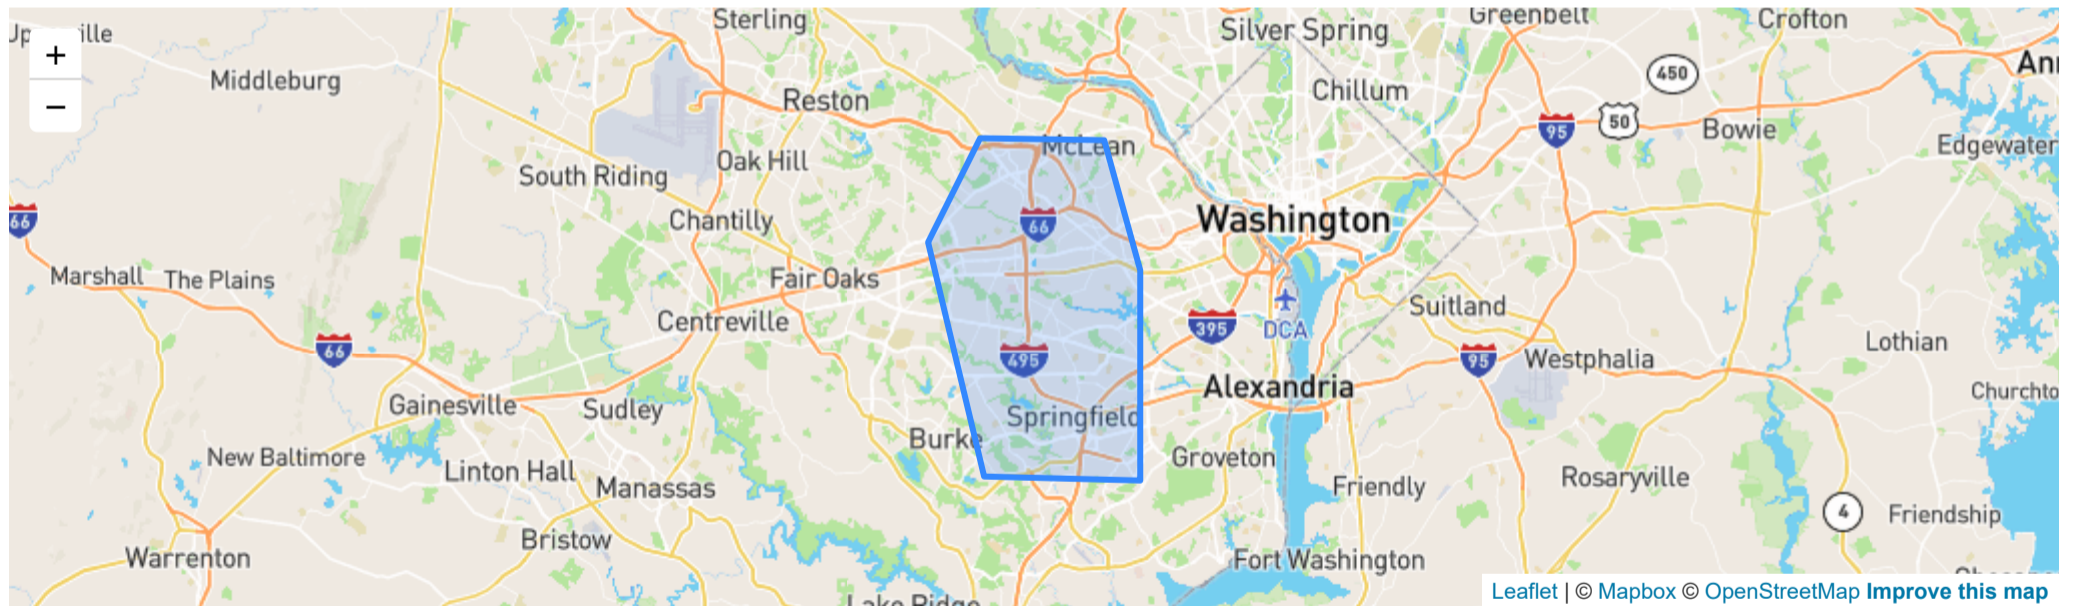 Sterling
Silver Spring
Greenbelt
Crofton
+
Middleburg
450
−
Reston
Chillum
50
95
Bowie
McLean
Edgewater
Oak Hill
South Riding
66
Chantilly
66
Washington
Marshall
The Plains
Fair Oaks
Suitland
Centreville
395
DCA
66
495
95
Westphalia
Lothian
Gainesville
Sudley
Alexandria
Churchto
Springfield
Burke
New Baltimore
Linton Hall
Groveton
Manassas
Friendly
Rosaryville
4
Friendship
Bristow
Warrenton
Fort Washington
Leaflet | © Mapbox © OpenStreetMap Improve this map
Lake Ridge